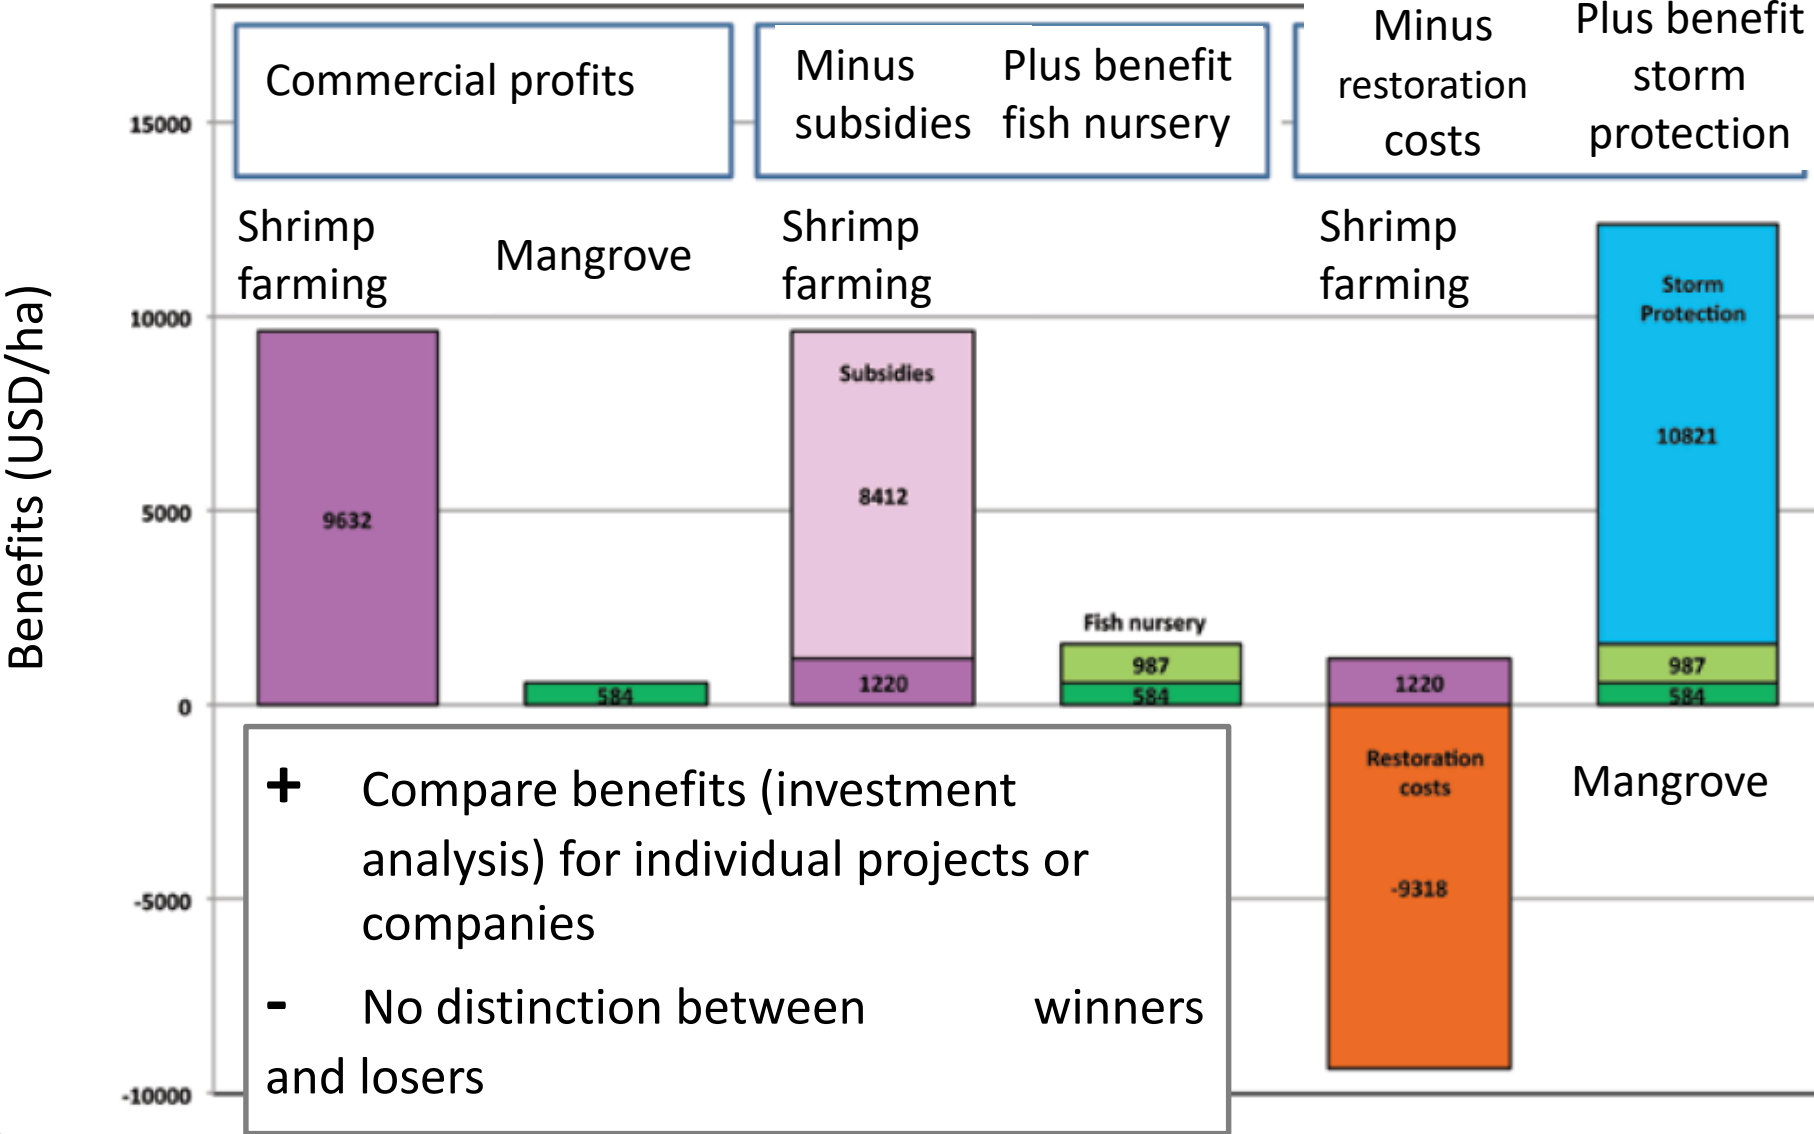 Commercial profits
Minus
subsidies
Plus benefit
fish nursery
Minus
restoration
costs
Plus benefit
storm
protection
Shrimp
farming
Mangrove
Shrimp
farming
Shrimp
farming
Benefits (USD/ha)
15000
10000
5000
0
-5000
-10000
9632
584
Subsidies
8412
1220
Fish nursery
987
584
1220
Restoration
costs
-9318
Storm
Protection
10821
987
584
Mangrove
+ Compare benefits (investment
analysis) for individual projects or
companies
- No distinction between winners
and losers